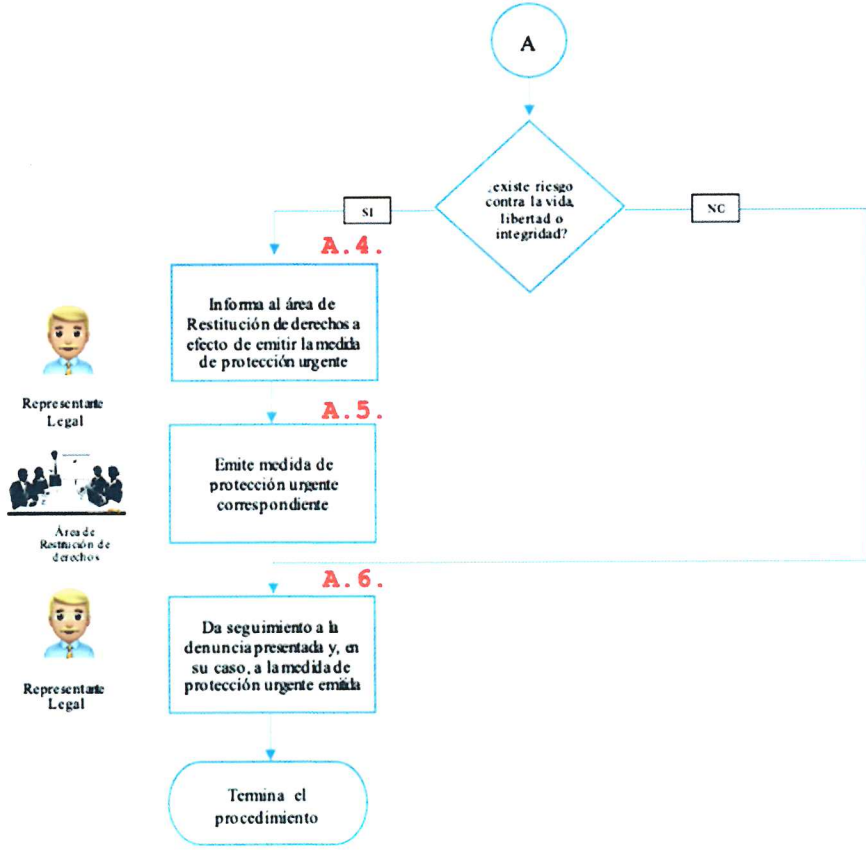 A
¿existe riesgo
contra la vida,
libertad o
integridad?
SI
NO
A.4.
Informa al área de
Restitución de derechos a
efecto de emitir la medida
de protección urgente
Representante
Legal
A.5.
Emite medida de
protección urgente
correspondiente
Área de
Restitución de
derechos
A.6.
Da seguimiento a la
denuncia presentada y, en
su caso, a la medida de
protección urgente emitida
Representante
Legal
Termina el
procedimiento